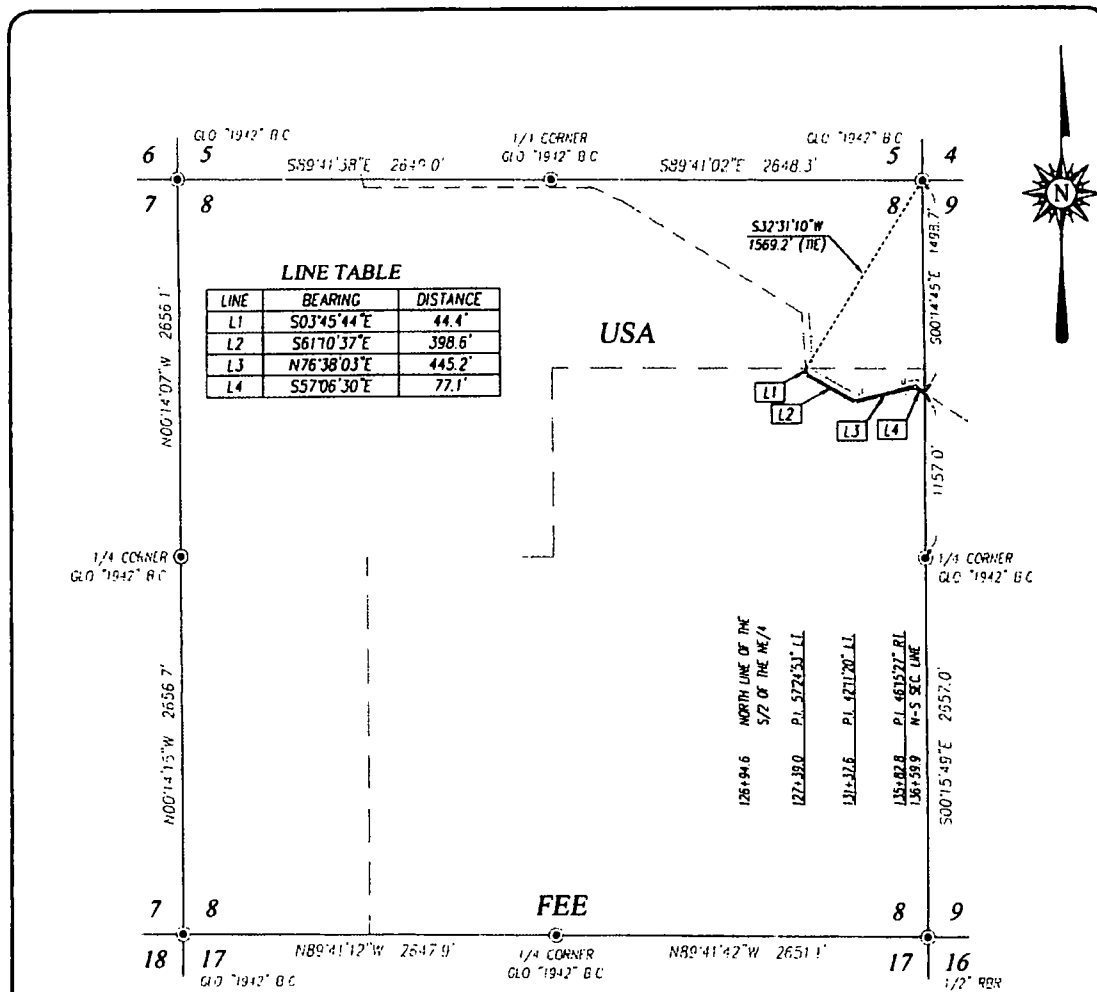 GLO "1942" B.C.
1/4 CORNER
GLO "1942" B.C.
GLO "1942" B.C.
6 5
S89°41'38"E 2649.0'
S89°41'02"E 2648.3'
5 4
7 8
8 9
N
S32°31'10"W
1569.2' (TIE)
S00°14'45"E 1498.7'
LINE TABLE
LINE BEARING DISTANCE
L1 S03°45'44"E 44.4'
L2 S61°10'37"E 398.6'
L3 N76°38'03"E 445.2'
L4 S57°06'30"E 77.1'
N00°14'07"W 2656.1'
USA
L1
L2
L3
L4
1157.0'
1/4 CORNER
GLO "1942" B.C.
1/4 CORNER
GLO "1942" B.C.
126+94.6 NORTH LINE OF THE
S/2 OF THE NE/4
127+39.0 P.I. 57°24'53" LT.
131+37.6 P.I. 42°11'20" LT.
135+82.8 P.I. 46°15'27" RT.
136+59.9 N-S SEC. LINE
N00°14'15"W 2656.7'
S00°15'49"E 2657.0'
7 8
FEE
8 9
N89°41'12"W 2647.9'
N89°41'42"W 2651.1'
18 17
GLO "1942" B.C.
1/4 CORNER
GLO "1942" B.C.
17 16
1/2" RBR